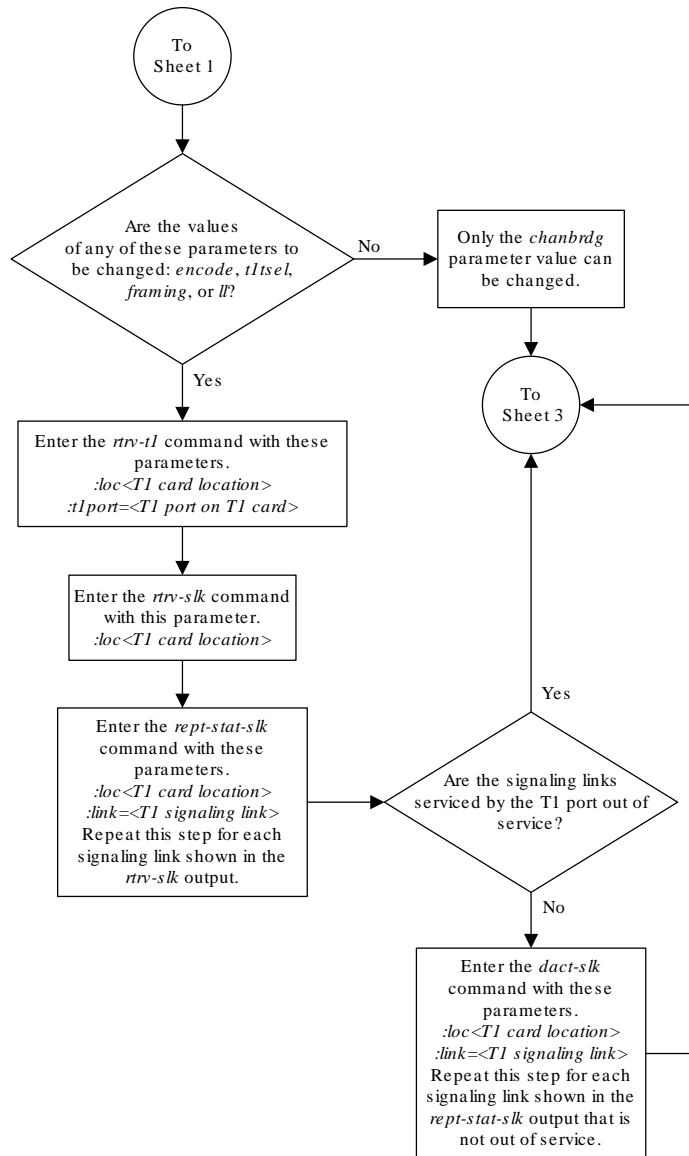 To
Sheet 1
Are the values
of any of these parameters to
be changed: encode, t1tsel,
framing, or ll?
No
Only the chanbrdg
parameter value can
be changed.
Yes
To
Sheet 3
Enter the rtrv-t1 command with these
parameters.
:loc<T1 card location>
:t1port=<T1 port on T1 card>
Enter the rtrv-slk command
with this parameter.
:loc<T1 card location>
Enter the rept-stat-slk
command with these
parameters.
:loc<T1 card location>
:link=<T1 signaling link>
Repeat this step for each
signaling link shown in the
rtrv-slk output.
Yes
Are the signaling links
serviced by the T1 port out of
service?
No
Enter the dact-slk
command with these
parameters.
:loc<T1 card location>
:link=<T1 signaling link>
Repeat this step for each
signaling link shown in the
rept-stat-slk output that is
not out of service.